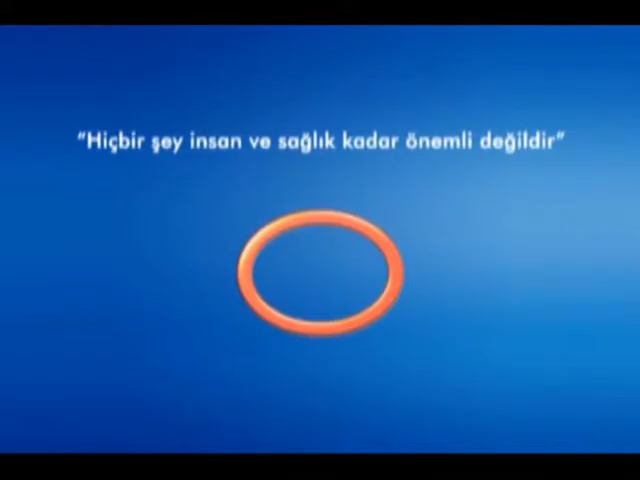 “Hiçbir şey insan ve sağlık kadar önemli değildir”